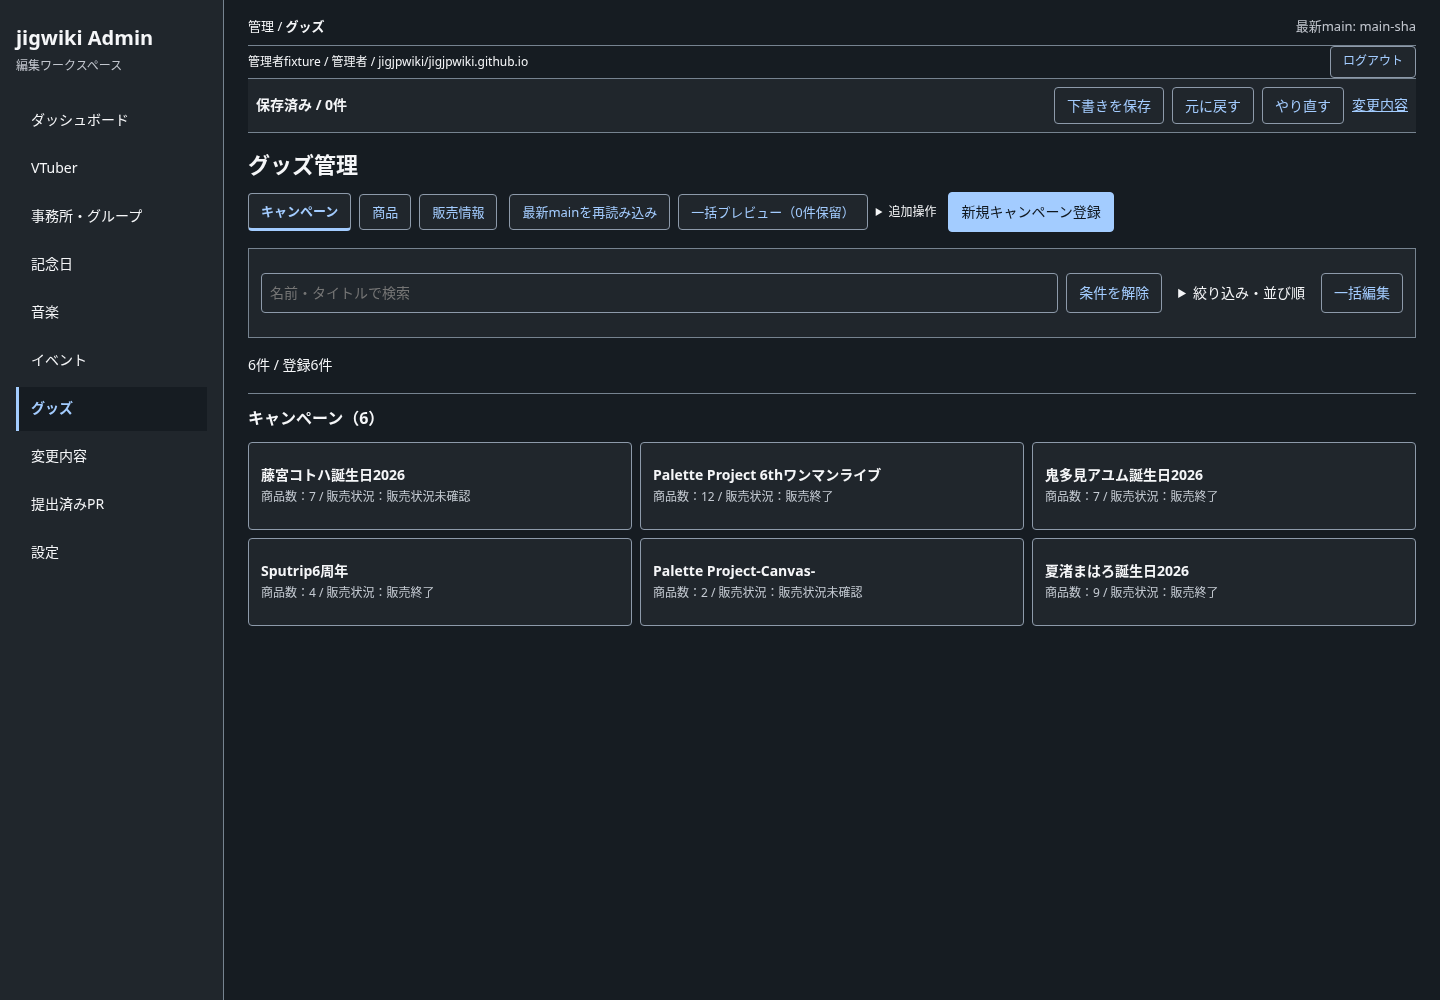 jigwiki Admin
編集ワークスペース
ダッシュボード
VTuber
事務所・グループ
記念日
音楽
イベント
グッズ
変更内容
提出済みPR
設定
管理 / グッズ
最新main: main-sha
管理者fixture / 管理者 / jigjpwiki/jigjpwiki.github.io
ログアウト
保存済み / 0件
下書きを保存 元に戻す やり直す 変更内容
グッズ管理
キャンペーン 商品 販売情報 最新mainを再読み込み 一括プレビュー（0件保留） ▶ 追加操作 新規キャンペーン登録
名前・タイトルで検索 条件を解除 ▶ 絞り込み・並び順 一括編集
6件 / 登録6件
キャンペーン（6）
藤宮コトハ誕生日2026
商品数：7 / 販売状況：販売状況未確認
Palette Project 6thワンマンライブ
商品数：12 / 販売状況：販売終了
鬼多見アユム誕生日2026
商品数：7 / 販売状況：販売終了
Sputrip6周年
商品数：4 / 販売状況：販売終了
Palette Project-Canvas-
商品数：2 / 販売状況：販売状況未確認
夏渚まはろ誕生日2026
商品数：9 / 販売状況：販売終了